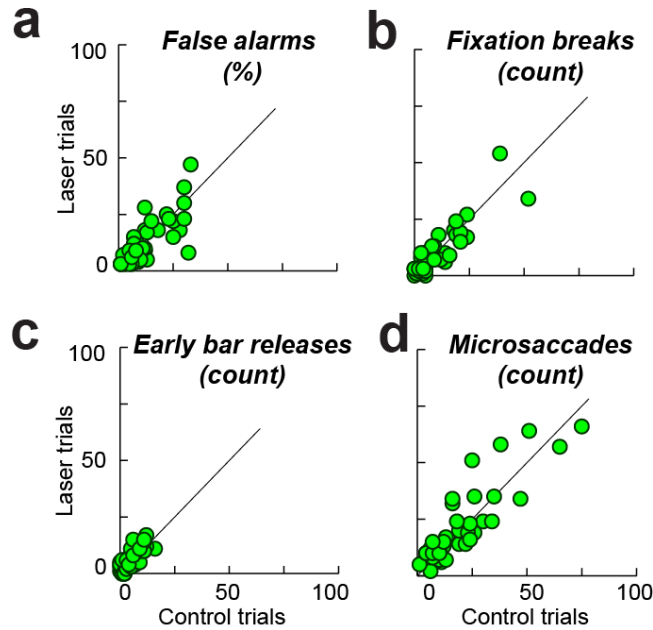 a
False alarms
(%)
100
50
0
Laser trials
b
Fixation breaks
(count)
c
Early bar releases
(count)
100
50
0
Laser trials
0 50 100
Control trials
d
Microsaccades
(count)
0 50 100
Control trials